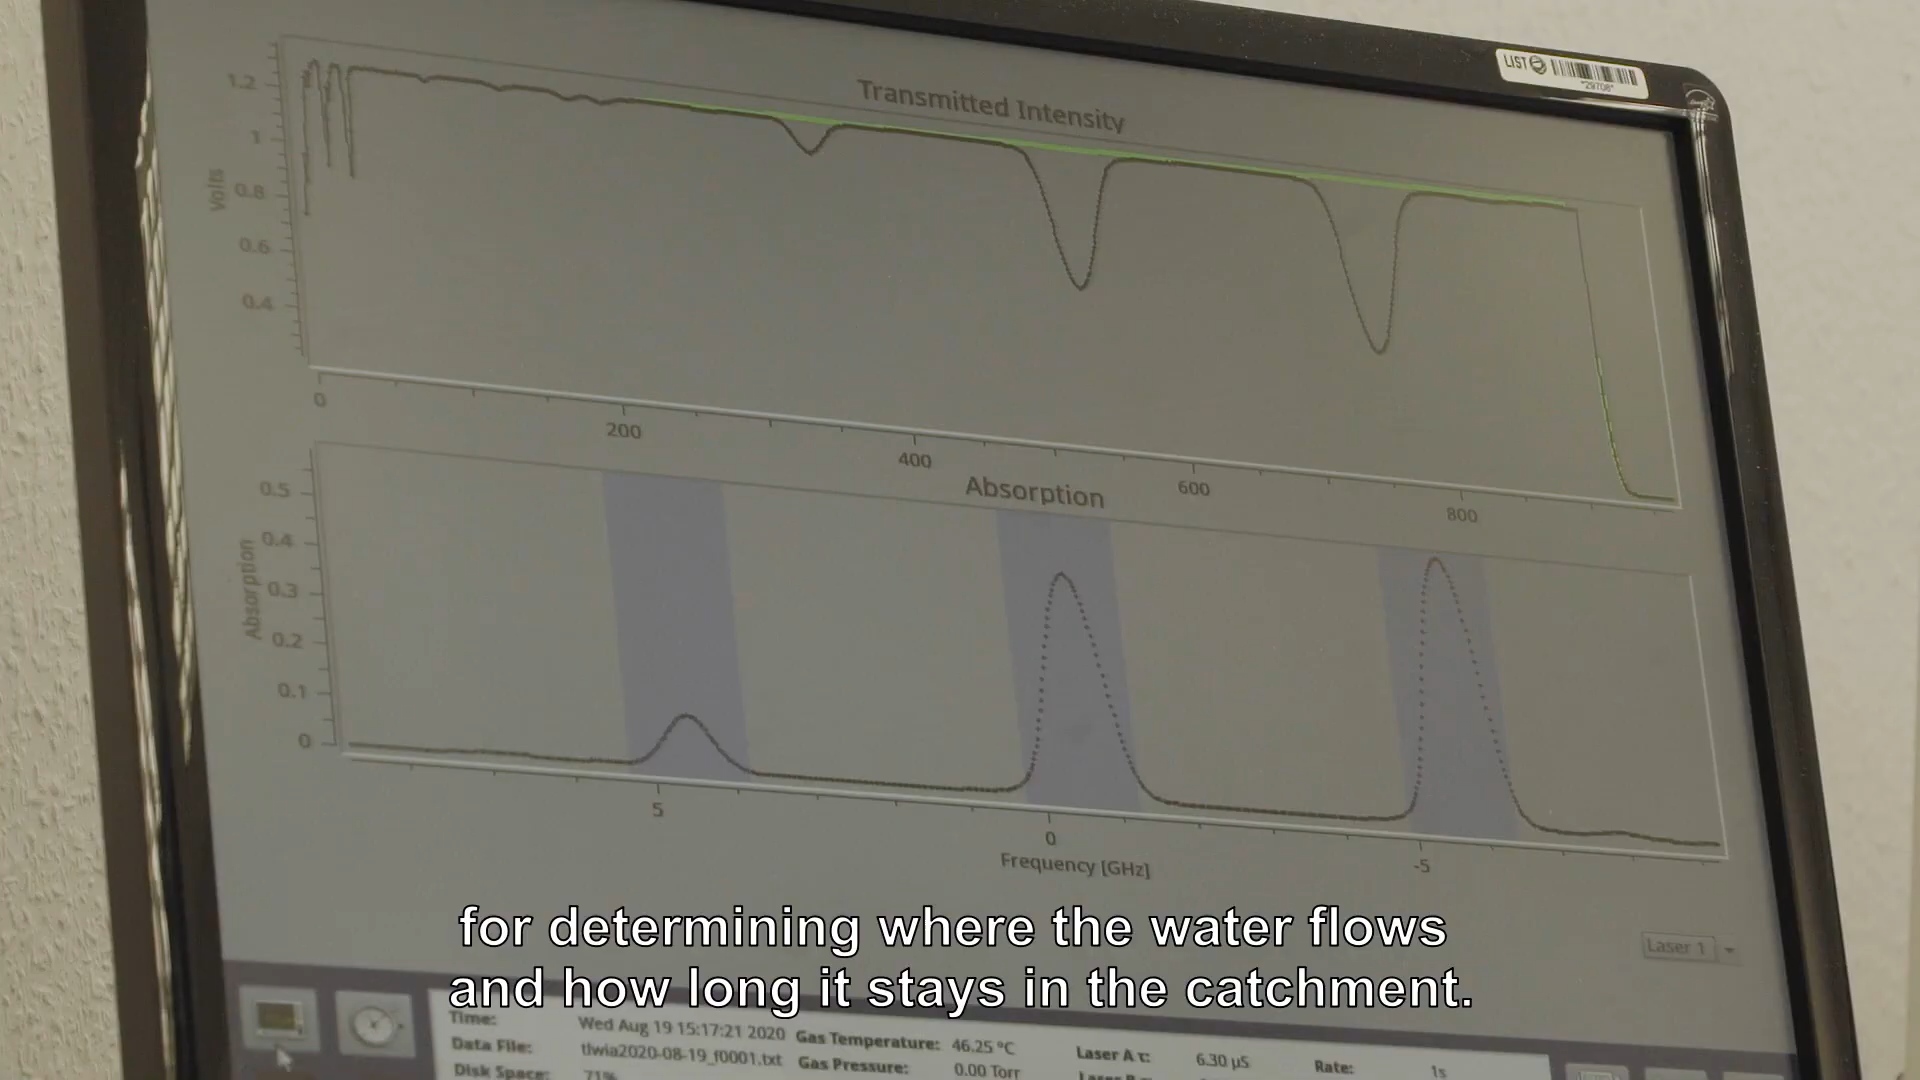 LIST
*29708*
Transmitted Intensity
1.2
1
0.8
0.6
0.4
Volts
0
200
400
600
800
Absorption
0.5
0.4
0.3
0.2
0.1
0
Absorption
5
0
-5
Frequency [GHz]
for determining where the water flows
and how long it stays in the catchment.
Laser 1
Time: Wed Aug 19 15:17:21 2020 Gas Temperature: 46.25 °C Laser A τ: 6.30 µS Rate: 1s
Data File: tlwia2020-08-19_f0001.txt Gas Pressure: 0.00 Torr
Disk Space: 71%